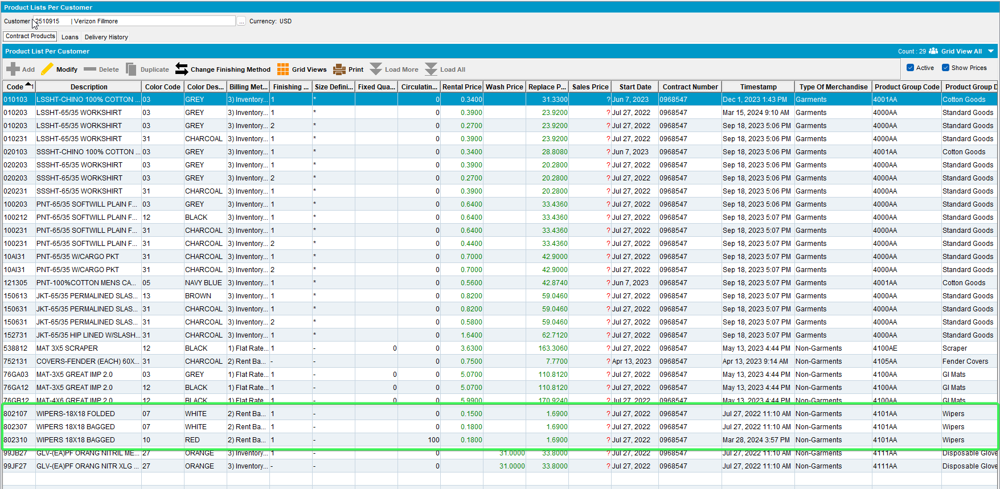 Product Lists Per Customer
Customer 2510915 | Verizon Fillmore ... Currency: USD
Contract Products Loans Delivery History
Product List Per Customer Count : 29 Grid View All
Add Modify Delete Duplicate Change Finishing Method Grid Views Print Load More Load All Active Show Prices
Code 1 Description Color Code Color Des... Billing Met... Finishing ... Size Defini... Fixed Qua... Circulatin... Rental Price Wash Price Replace P... Sales Price Start Date Contract Number Timestamp Type Of Merchandise Product Group Code Product Group D
010103 LSSHT-CHINO 100% COTTON ... 03 GREY 3) Inventory... 1 * 0 0.3400 31.3300 ? Jun 7, 2023 0968547 Dec 1, 2023 1:43 PM Garments 4001AA Cotton Goods
010203 LSSHT-65/35 WORKSHIRT 03 GREY 3) Inventory... 1 * 0 0.3900 23.9200 ? Jul 27, 2022 0968547 Mar 15, 2024 9:10 AM Garments 4000AA Standard Goods
010203 LSSHT-65/35 WORKSHIRT 03 GREY 3) Inventory... 2 * 0 0.2700 23.9200 ? Jul 27, 2022 0968547 Sep 18, 2023 5:06 PM Garments 4000AA Standard Goods
010231 LSSHT-65/35 WORKSHIRT 31 CHARCOAL 3) Inventory... 1 * 0 0.3900 23.9200 ? Jul 27, 2022 0968547 Sep 18, 2023 5:06 PM Garments 4000AA Standard Goods
020103 SSSHT-CHINO 100% COTTON ... 03 GREY 3) Inventory... 1 * 0 0.3400 28.8080 ? Jun 7, 2023 0968547 Sep 18, 2023 5:06 PM Garments 4001AA Cotton Goods
020203 SSSHT-65/35 WORKSHIRT 03 GREY 3) Inventory... 1 * 0 0.3900 20.2800 ? Jul 27, 2022 0968547 Sep 18, 2023 5:06 PM Garments 4000AA Standard Goods
020203 SSSHT-65/35 WORKSHIRT 03 GREY 3) Inventory... 2 * 0 0.2700 20.2800 ? Jul 27, 2022 0968547 Sep 18, 2023 5:06 PM Garments 4000AA Standard Goods
020231 SSSHT-65/35 WORKSHIRT 31 CHARCOAL 3) Inventory... 1 * 0 0.3900 20.2800 ? Jul 27, 2022 0968547 Sep 18, 2023 5:06 PM Garments 4000AA Standard Goods
100203 PNT-65/35 SOFTWILL PLAIN F... 03 GREY 3) Inventory... 1 * 0 0.6400 33.4360 ? Jul 27, 2022 0968547 Sep 18, 2023 5:06 PM Garments 4000AA Standard Goods
100212 PNT-65/35 SOFTWILL PLAIN F... 12 BLACK 3) Inventory... 1 * 0 0.6400 33.4360 ? Jul 27, 2022 0968547 Sep 18, 2023 5:07 PM Garments 4000AA Standard Goods
100231 PNT-65/35 SOFTWILL PLAIN F... 31 CHARCOAL 3) Inventory... 1 * 0 0.6400 33.4360 ? Jul 27, 2022 0968547 Sep 18, 2023 5:07 PM Garments 4000AA Standard Goods
100231 PNT-65/35 SOFTWILL PLAIN F... 31 CHARCOAL 3) Inventory... 2 * 0 0.4400 33.4360 ? Jul 27, 2022 0968547 Sep 18, 2023 5:07 PM Garments 4000AA Standard Goods
10AI31 PNT-65/35 W/CARGO PKT 31 CHARCOAL 3) Inventory... 1 * 0 0.7000 42.9000 ? Jul 27, 2022 0968547 Sep 18, 2023 5:07 PM Garments 4000AA Standard Goods
10AI31 PNT-65/35 W/CARGO PKT 31 CHARCOAL 3) Inventory... 2 * 0 0.7000 42.9000 ? Jul 27, 2022 0968547 Sep 18, 2023 5:07 PM Garments 4000AA Standard Goods
121305 PNT-100%COTTON MENS CA... 05 NAVY BLUE 3) Inventory... 1 * 0 0.5600 42.8740 ? Jun 7, 2023 0968547 Sep 18, 2023 5:07 PM Garments 4001AA Cotton Goods
150613 JKT-65/35 PERMALINED SLAS... 13 BROWN 3) Inventory... 1 * 0 0.8200 59.0460 ? Jul 27, 2022 0968547 Sep 18, 2023 5:07 PM Garments 4000AA Standard Goods
150631 JKT-65/35 PERMALINED SLAS... 31 CHARCOAL 3) Inventory... 1 * 0 0.8200 59.0460 ? Jul 27, 2022 0968547 Sep 18, 2023 5:07 PM Garments 4000AA Standard Goods
150631 JKT-65/35 PERMALINED SLAS... 31 CHARCOAL 3) Inventory... 2 * 0 0.5800 59.0460 ? Jul 27, 2022 0968547 Sep 18, 2023 5:07 PM Garments 4000AA Standard Goods
152731 JKT-65/35 HIP LINED W/SLASH... 31 CHARCOAL 3) Inventory... 1 * 0 1.6400 62.7120 ? Jul 27, 2022 0968547 Sep 18, 2023 5:07 PM Garments 4000AA Standard Goods
538812 MAT 3X5 SCRAPER 12 BLACK 1) Flat Rate... 1 - 0 0 3.6300 163.3060 ? Jul 27, 2022 0968547 May 13, 2023 4:44 PM Non-Garments 4100AE Scraper
752131 COVERS-FENDER (EACH) 60X... 31 CHARCOAL 2) Rent Ba... - - 0 0.7500 7.7700 ? Apr 13, 2023 0968547 Apr 13, 2023 9:14 AM Non-Garments 4105AA Fender Covers
76GA03 MAT-3X5 GREAT IMP 2.0 03 GREY 1) Flat Rate... 1 - 0 0 5.0700 110.8120 ? Jul 27, 2022 0968547 May 13, 2023 4:44 PM Non-Garments 4100AA GI Mats
76GA12 MAT-3X5 GREAT IMP 2.0 12 BLACK 1) Flat Rate... 1 - 0 0 5.0700 110.8120 ? Jul 27, 2022 0968547 May 13, 2023 4:44 PM Non-Garments 4100AA GI Mats
76GB12 MAT-4X6 GREAT IMP 2.0 12 BLACK 1) Flat Rate... 1 - 0 0 5.9900 170.9240 ? Jul 27, 2022 0968547 May 13, 2023 4:44 PM Non-Garments 4100AA GI Mats
802107 WIPERS-18X18 FOLDED 07 WHITE 2) Rent Ba... 1 - 0 0.1500 1.6900 ? Jul 27, 2022 0968547 Jul 27, 2022 11:10 AM Non-Garments 4101AA Wipers
802307 WIPERS 18X18 BAGGED 07 WHITE 2) Rent Ba... 1 - 0 0.1800 1.6900 ? Jul 27, 2022 0968547 Jul 27, 2022 11:10 AM Non-Garments 4101AA Wipers
802310 WIPERS 18X18 BAGGED 10 RED 2) Rent Ba... 1 - 100 0.1800 1.6900 ? Jul 27, 2022 0968547 Mar 28, 2024 3:57 PM Non-Garments 4101AA Wipers
99JB27 GLV-(EA)PF ORANG NITRIL ME... 27 ORANGE 3) Inventory... - - 0 31.0000 33.8000 ? Jul 27, 2022 0968547 Jul 27, 2022 11:10 AM Non-Garments 4111AA Disposable Glove
99JF27 GLV-(EA)PF ORANG NITR XLG ... 27 ORANGE 3) Inventory... - - 0 31.0000 33.8000 ? Jul 27, 2022 0968547 Jul 27, 2022 11:10 AM Non-Garments 4111AA Disposable Glove